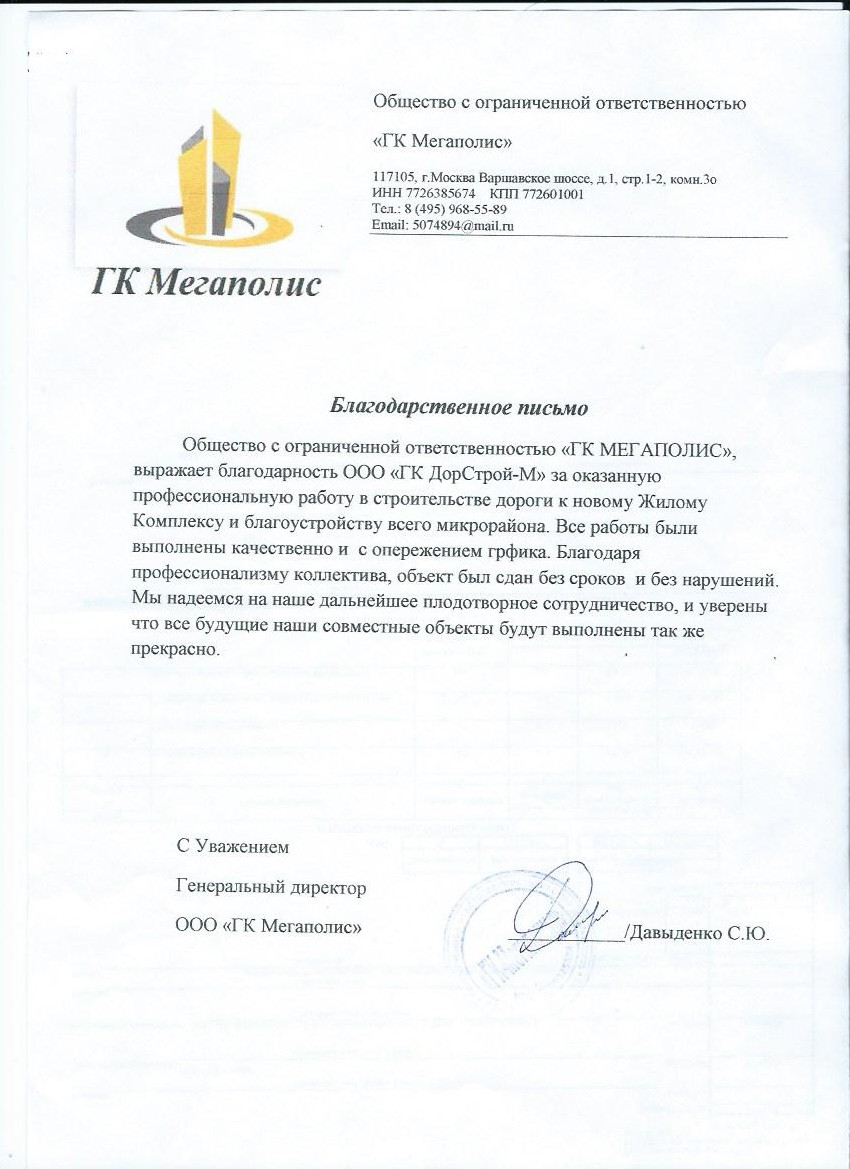 Общество с ограниченной ответственностью
«ГК Мегаполис»
117105, г.Москва Варшавское шоссе, д.1, стр.1-2, комн.3о
ИНН 7726385674 КПП 772601001
Тел.: 8 (495) 968-55-89
Email: 5074894@mail.ru
ГК Мегаполис
Благодарственное письмо
Общество с ограниченной ответственностью «ГК МЕГАПОЛИС»,
выражает благодарность ООО «ГК ДорСтрой-М» за оказанную
профессиональную работу в строительстве дороги к новому Жилому
Комплексу и благоустройству всего микрорайона. Все работы были
выполнены качественно и с опережением грфика. Благодаря
профессионализму коллектива, объект был сдан без сроков и без нарушений.
Мы надеемся на наше дальнейшее плодотворное сотрудничество, и уверены
что все будущие наши совместные объекты будут выполнены так же
прекрасно.
С Уважением
Генеральный директор
ООО «ГК Мегаполис»
/Давыденко С.Ю.